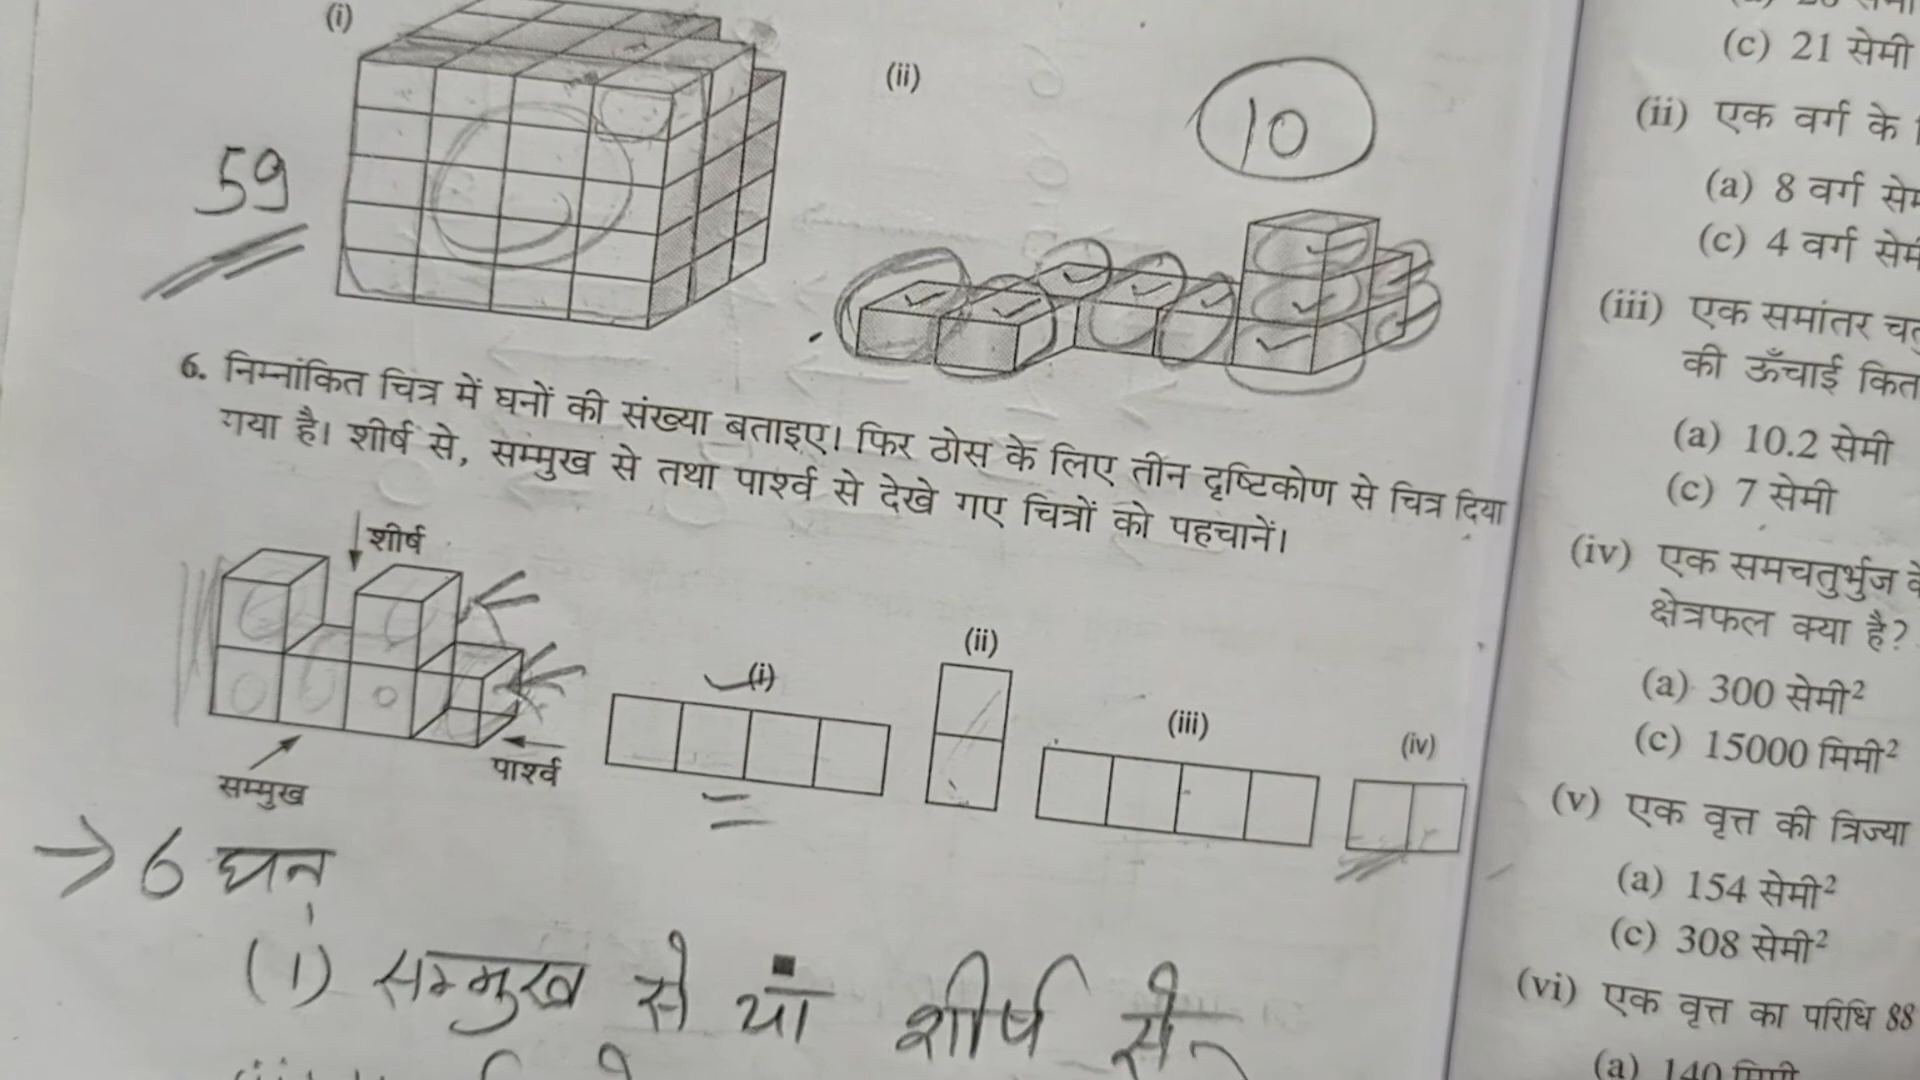 (i)
(ii)
10
59
6. निम्नांकित चित्र में घनों की संख्या बताइए। फिर ठोस के लिए तीन दृष्टिकोण से चित्र दिया
गया है। शीर्ष से, सम्मुख से तथा पार्श्व से देखे गए चित्रों को पहचानें।
शीर्ष
सम्मुख
पार्श्व
(i)
(ii)
(iii)
(iv)
→ 6 घन
(i) सम्मुख से या शीर्ष से
(c) 21 सेमी
(ii) एक वर्ग के
(a) 8 वर्ग
(c) 4 वर्ग
(iii) एक समांतर
की ऊँचाई
(a) 10.2 सेमी
(c) 7 सेमी
(iv) एक समचतुर्भुज
क्षेत्रफल क्या है?
(a) 300 सेमी²
(c) 15000 मिमी²
(v) एक वृत्त की त्रिज्या
(a) 154 सेमी²
(c) 308 सेमी²
(vi) एक वृत्त का परिधि 88
(a) 140